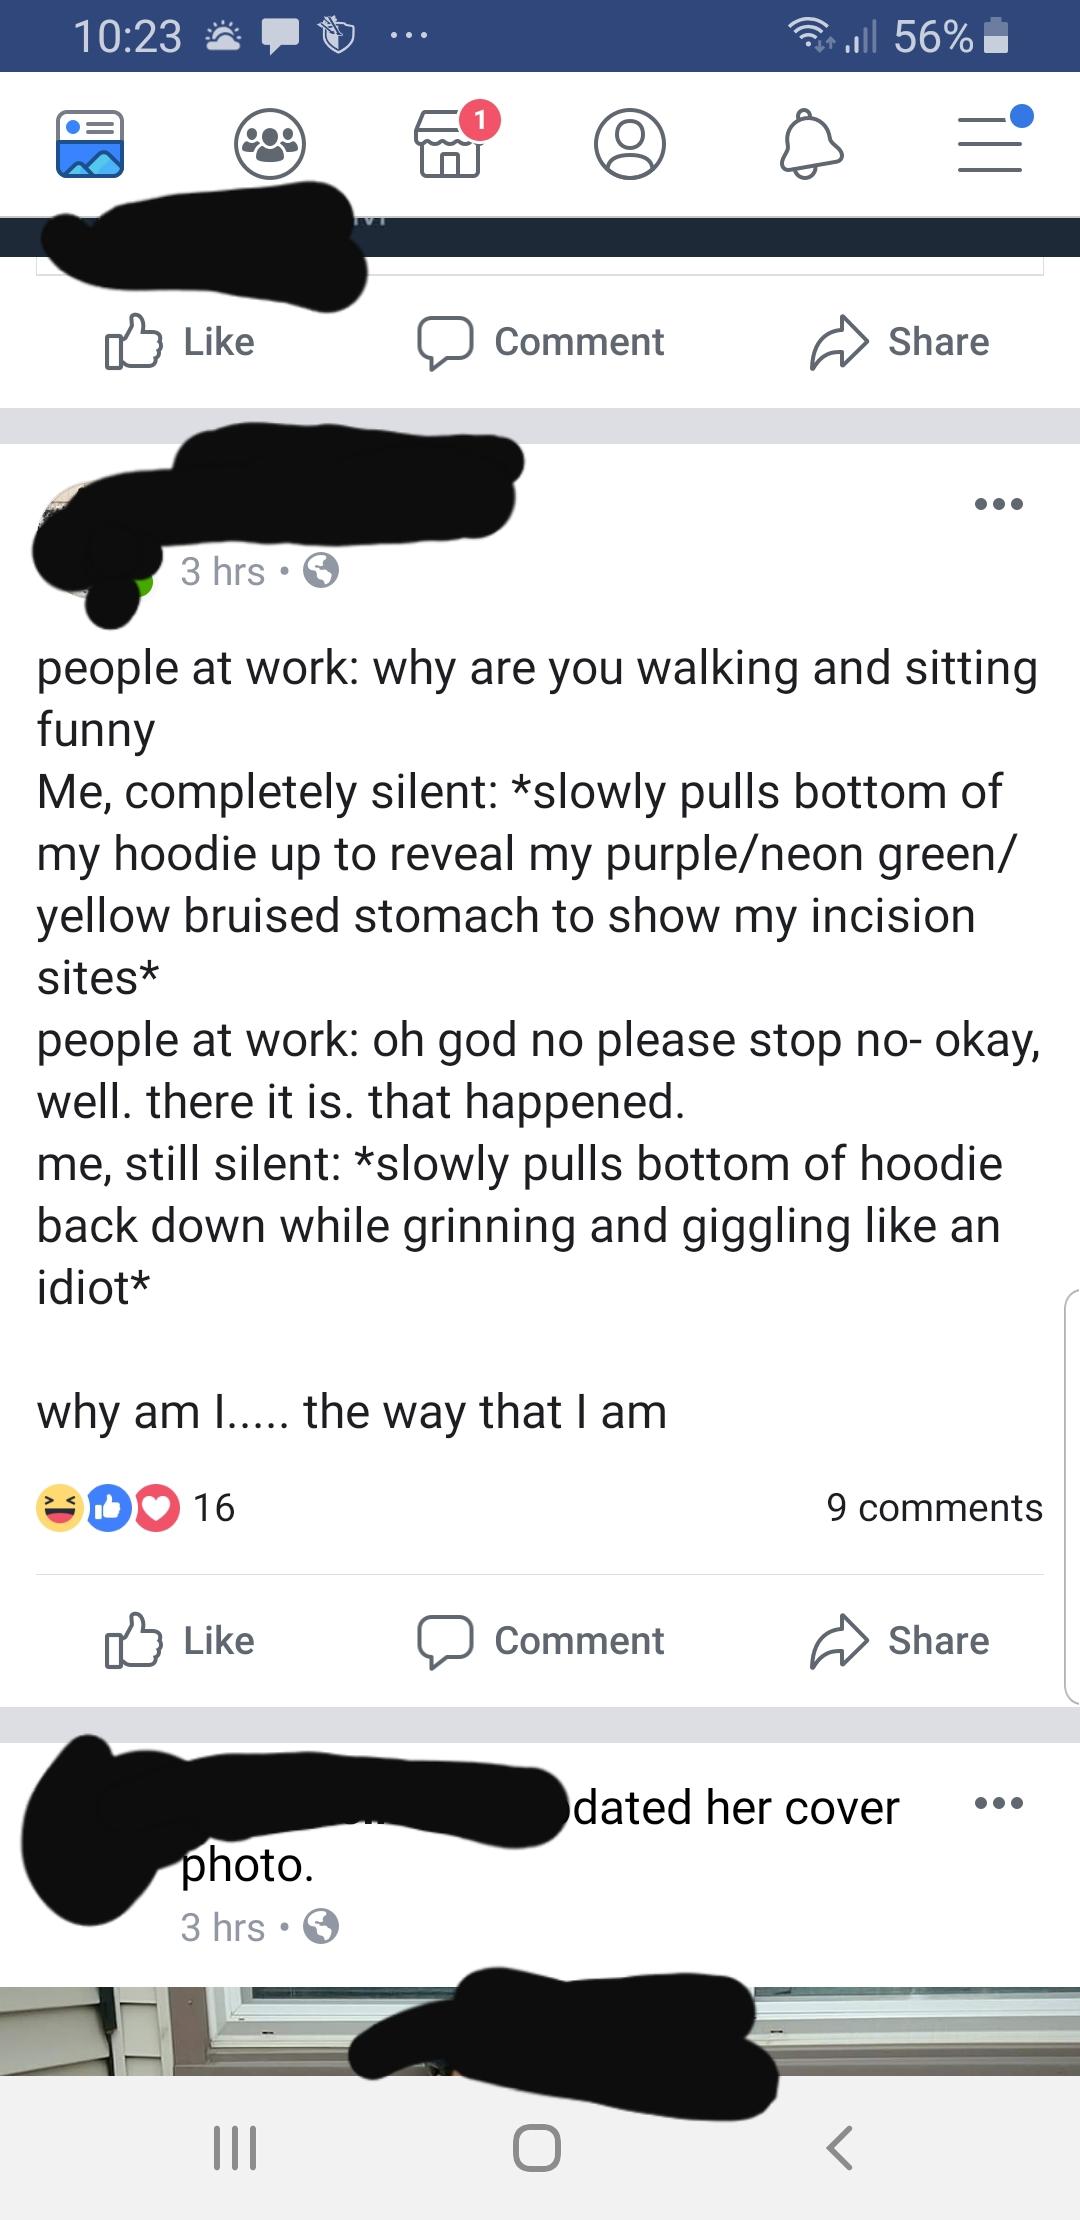 10:23
56%
1
Like Comment Share
3 hrs
people at work: why are you walking and sitting
funny
Me, completely silent: *slowly pulls bottom of
my hoodie up to reveal my purple/neon green/
yellow bruised stomach to show my incision
sites*
people at work: oh god no please stop no- okay,
well. there it is. that happened.
me, still silent: *slowly pulls bottom of hoodie
back down while grinning and giggling like an
idiot*
why am I..... the way that I am
16 9 comments
Like Comment Share
dated her cover
photo.
3 hrs